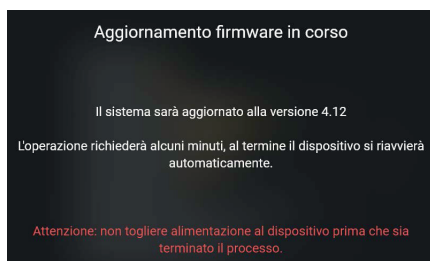 Aggiornamento firmware in corso
Il sistema sarà aggiornato alla versione 4.12
L'operazione richiederà alcuni minuti, al termine il dispositivo si riavvierà
automaticamente.
Attenzione: non togliere alimentazione al dispositivo prima che sia
terminato il processo.